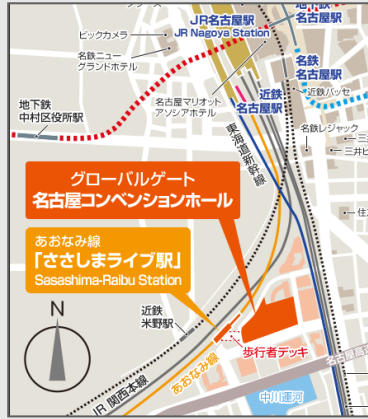 JR名古屋駅
JR Nagoya Station
地下鉄
名古屋駅
ビックカメラ
名鉄ニュー
グランドホテル
名鉄
名古屋駅
近鉄パッセ
近鉄
名古屋駅
名古屋マリオット
アソシアホテル
地下鉄
中村区役所駅
名鉄レジャック
東海道新幹線
グローバルゲート
名古屋コンベンションホール
あおなみ線
「ささしまライブ駅」
Sasashima-Raibu Station
N
近鉄
米野駅
歩行者デッキ
あおなみ線
JR 関西本線
中川運河